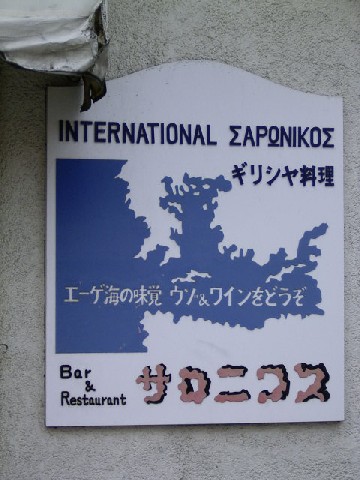 INTERNATIONAL ΣΑΡΩΝΙΚΟΣ
ギリシヤ料理
エーゲ海の味覚 ウゾ&ワインをどうぞ
Bar
&
Restaurant
サロニコス